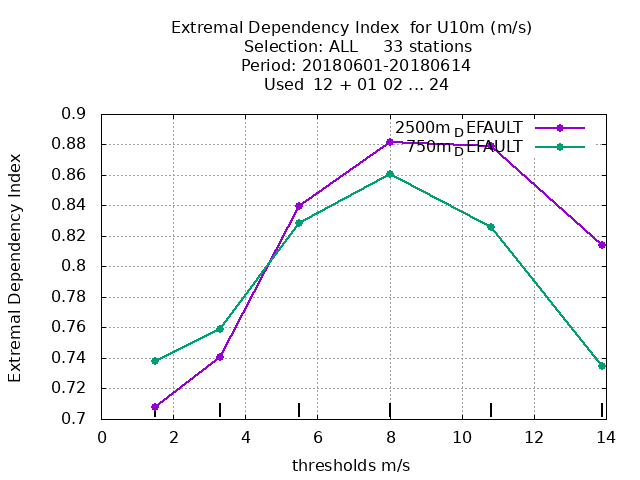 Extremal Dependency Index  for U10m (m/s)
Selection: ALL     33 stations
Period: 20180601-20180614
Used  12 + 01 02 ... 24
2500m_DEFAULT
750m_DEFAULT
Extremal Dependency Index
0.9
0.88
0.86
0.84
0.82
0.8
0.78
0.76
0.74
0.72
0.7
0 2 4 6 8 10 12 14
thresholds m/s